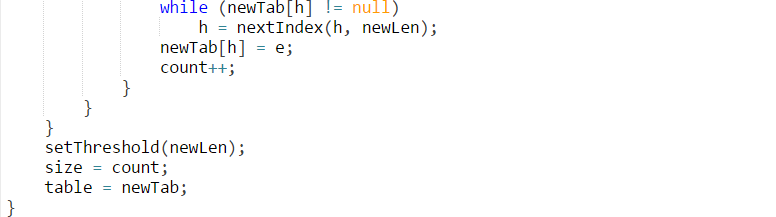 while (newTab[h] != null)
h = nextIndex(h, newLen);
newTab[h] = e;
count++;
}
}
}
setThreshold(newLen);
size = count;
table = newTab;
}